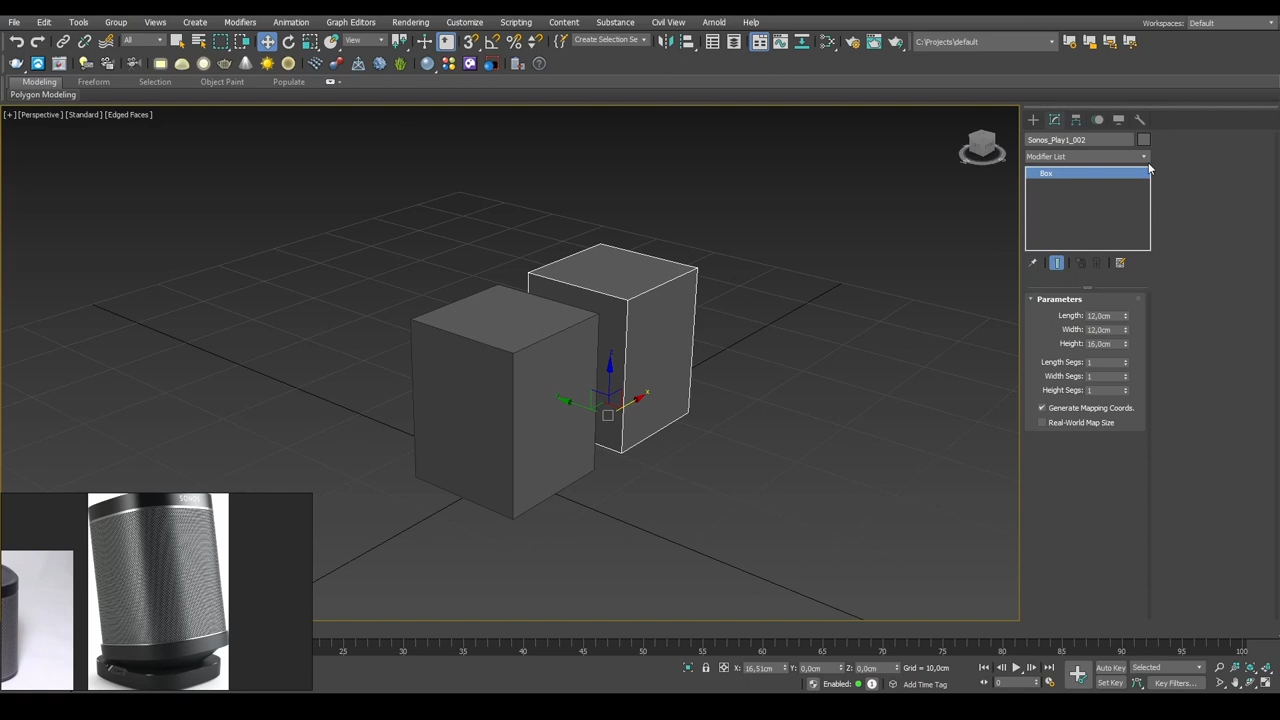 File Edit Tools Group Views Create Modifiers Animation Graph Editors Rendering Customize Scripting Content Substance Civil View Arnold Help
Workspaces: Default
All View Create Selection Se C:\Projects\default
Modeling Freeform Selection Object Paint Populate
Polygon Modeling
[+] [Perspective] [Standard] [Edged Faces]
Sonos_Play1_002
Modifier List
Box
Parameters
Length: 12,0cm
Width: 12,0cm
Height: 16,0cm
Length Segs: 1
Width Segs: 1
Height Segs: 1
Generate Mapping Coords.
Real-World Map Size
z
x
SONOS
25 30 35 40 45 50 55 60 65 70 75 80 85 90 95 100
X: 16,51cm Y: 0,0cm Z: 0,0cm Grid = 10,0cm Auto Key Selected
Enabled: 1 Add Time Tag 0 Set Key Key Filters...